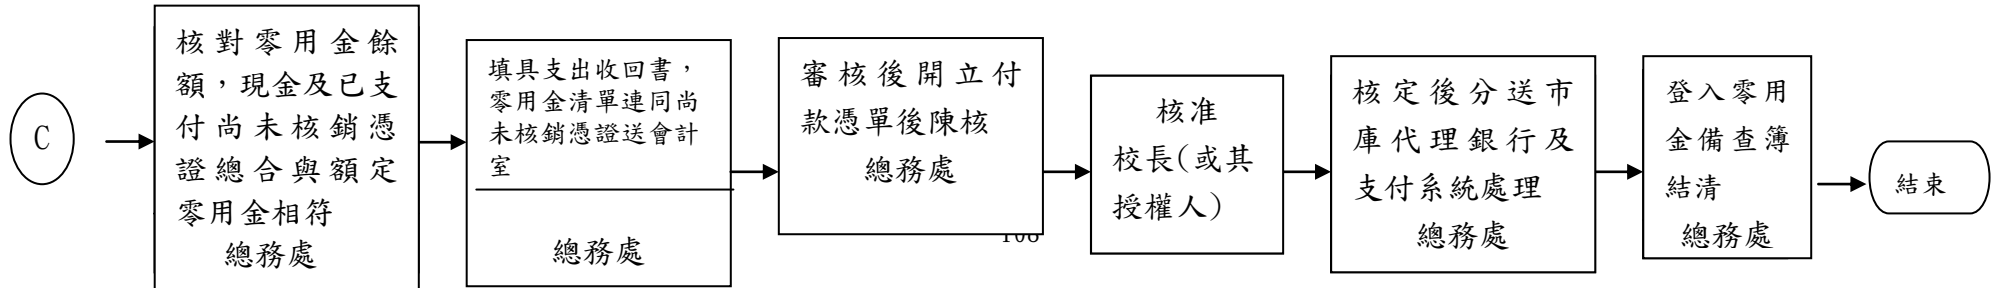 C
核對零用金餘
額，現金及已支
付尚未核銷憑
證總合與額定
零用金相符
總務處
填具支出收回書，
零用金清單連同尚
未核銷憑證送會計
室
總務處
審核後開立付
款憑單後陳核
總務處
核准
校長(或其
授權人)
核定後分送市
庫代理銀行及
支付系統處理
總務處
登入零用
金備查簿
結清
總務處
結束
108